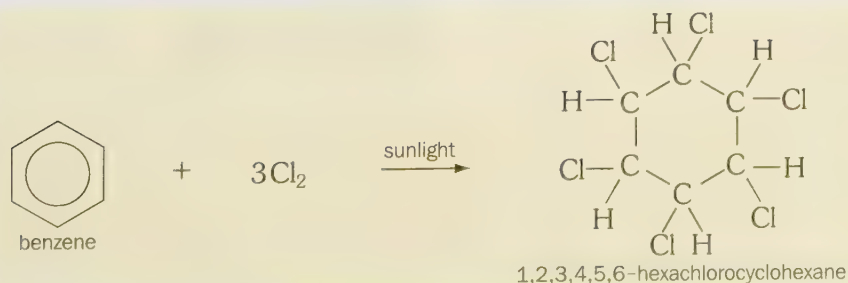 H Cl
Cl C H
H—C C—Cl
benzene + 3Cl₂ sunlight
Cl—C C—H
H C Cl
Cl H
1,2,3,4,5,6-hexachlorocyclohexane